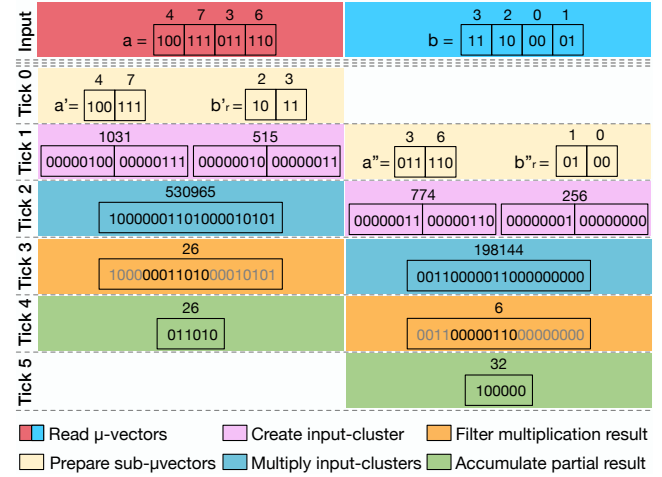 4 7 3 6
3 2 0 1
Input
a = 100 111 011 110
b = 11 10 00 01
Tick 0
4 7
2 3
a'= 100 111
b'r = 10 11
Tick 1
1031
515
3 6
1 0
00000100 00000111
00000010 00000011
a"= 011 110
b"r = 01 00
Tick 2
530965
774
256
10000001101000010101
00000011 00000110
00000001 00000000
Tick 3
26
198144
10000001101000010101
00110000011000000000
Tick 4
26
6
011010
00110000011000000000
Tick 5
32
100000
Read μ-vectors
Create input-cluster
Filter multiplication result
Prepare sub-μvectors
Multiply input-clusters
Accumulate partial result